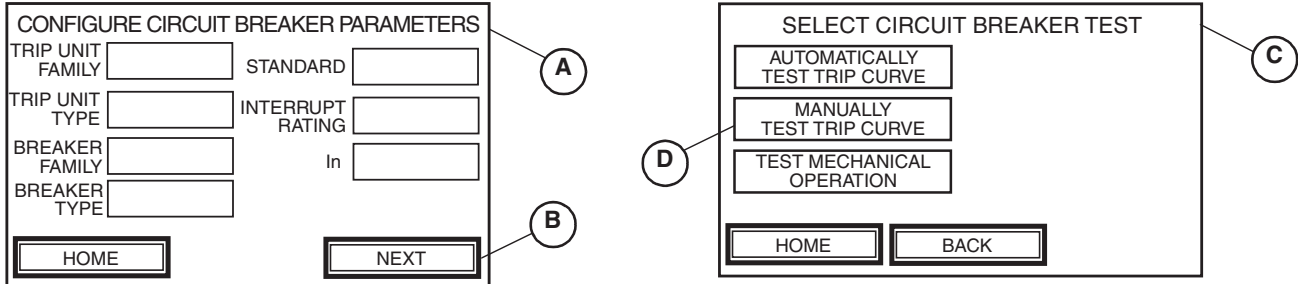 CONFIGURE CIRCUIT BREAKER PARAMETERS
TRIP UNIT
FAMILY
STANDARD
TRIP UNIT
TYPE
INTERRUPT
RATING
BREAKER
FAMILY
In
BREAKER
TYPE
HOME
NEXT
A
B
SELECT CIRCUIT BREAKER TEST
AUTOMATICALLY
TEST TRIP CURVE
MANUALLY
TEST TRIP CURVE
TEST MECHANICAL
OPERATION
HOME
BACK
C
D